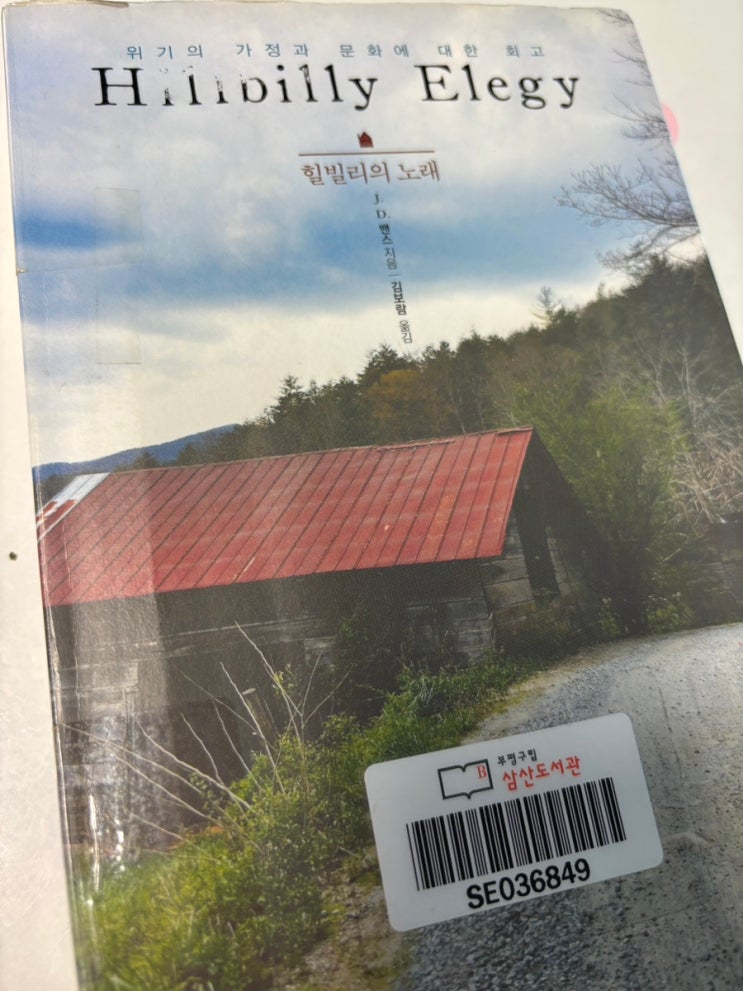 위기의 가정과 문화에 대한 회고
Hillbilly Elegy
힐빌리의 노래
J. D. 밴스 지음 | 김보람 옮김
B
부평구립
삼산도서관
SE036849